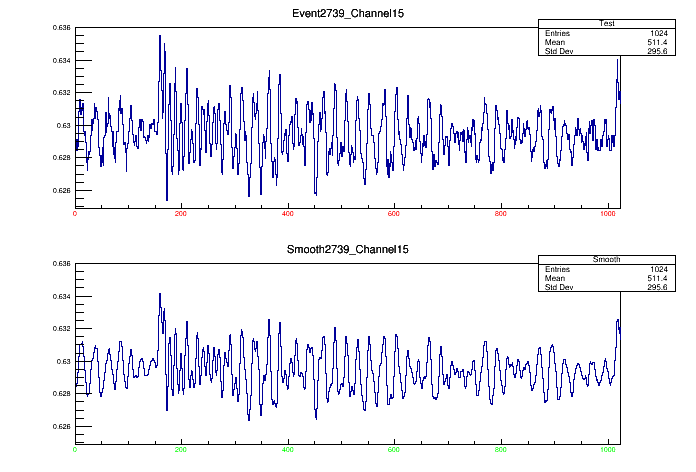 Event2739_Channel15
Test
Entries 1024
Mean 511.4
Std Dev 295.6
0.636
0.634
0.632
0.63
0.628
0.626
0 200 400 600 800 1000
Smooth2739_Channel15
Smooth
Entries 1024
Mean 511.4
Std Dev 295.6
0.636
0.634
0.632
0.63
0.628
0.626
0 200 400 600 800 1000